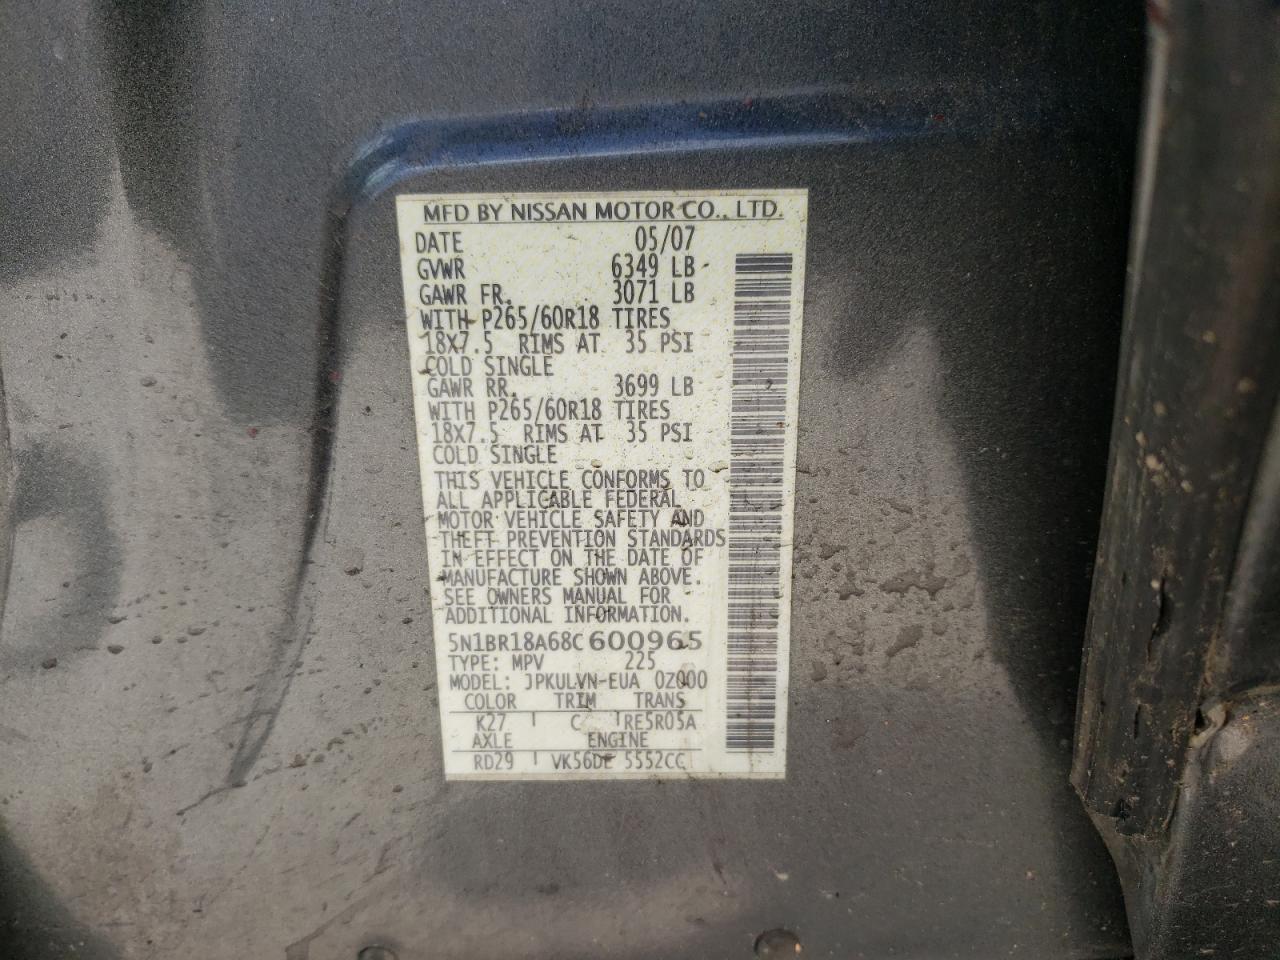 MFD BY NISSAN MOTOR CO., LTD.
DATE 05/07
GVWR 6349 LB
GAWR FR. 3071 LB
WITH P265/60R18 TIRES
18X7.5 RIMS AT 35 PSI
COLD SINGLE
GAWR RR. 3699 LB
WITH P265/60R18 TIRES
18X7.5 RIMS AT 35 PSI
COLD SINGLE
THIS VEHICLE CONFORMS TO
ALL APPLICABLE FEDERAL
MOTOR VEHICLE SAFETY AND
THEFT PREVENTION STANDARDS
IN EFFECT ON THE DATE OF
MANUFACTURE SHOWN ABOVE.
SEE OWNERS MANUAL FOR
ADDITIONAL INFORMATION.
5N1BR18A68C600965
TYPE: MPV 225
MODEL: JPKULVN-EUA 0Z000
COLOR TRIM TRANS
K27 C RE5R05A
AXLE ENGINE
RD29 VK56DE 5552CC